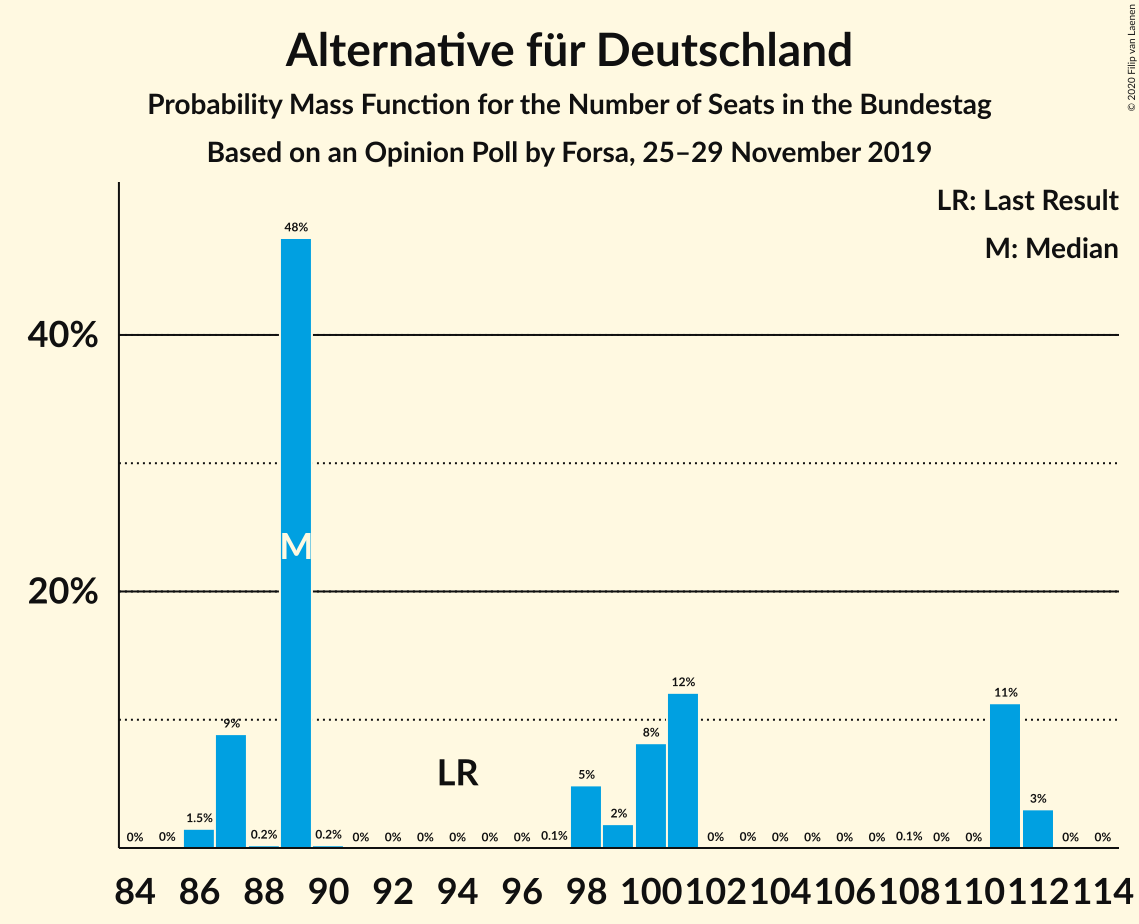 © 2020 Filip van Laenen
Alternative für Deutschland
Probability Mass Function for the Number of Seats in the Bundestag
Based on an Opinion Poll by Forsa, 25–29 November 2019
LR: Last Result
M: Median
48%
40%
M
20%
12%
11%
9%
8%
LR
5%
3%
2%
1.5%
0% 0% 0.2% 0.2% 0% 0% 0% 0% 0% 0% 0.1% 0% 0% 0% 0% 0% 0% 0.1% 0% 0% 0% 0%
84 86 88 90 92 94 96 98 100 102 104 106 108 110 112 114